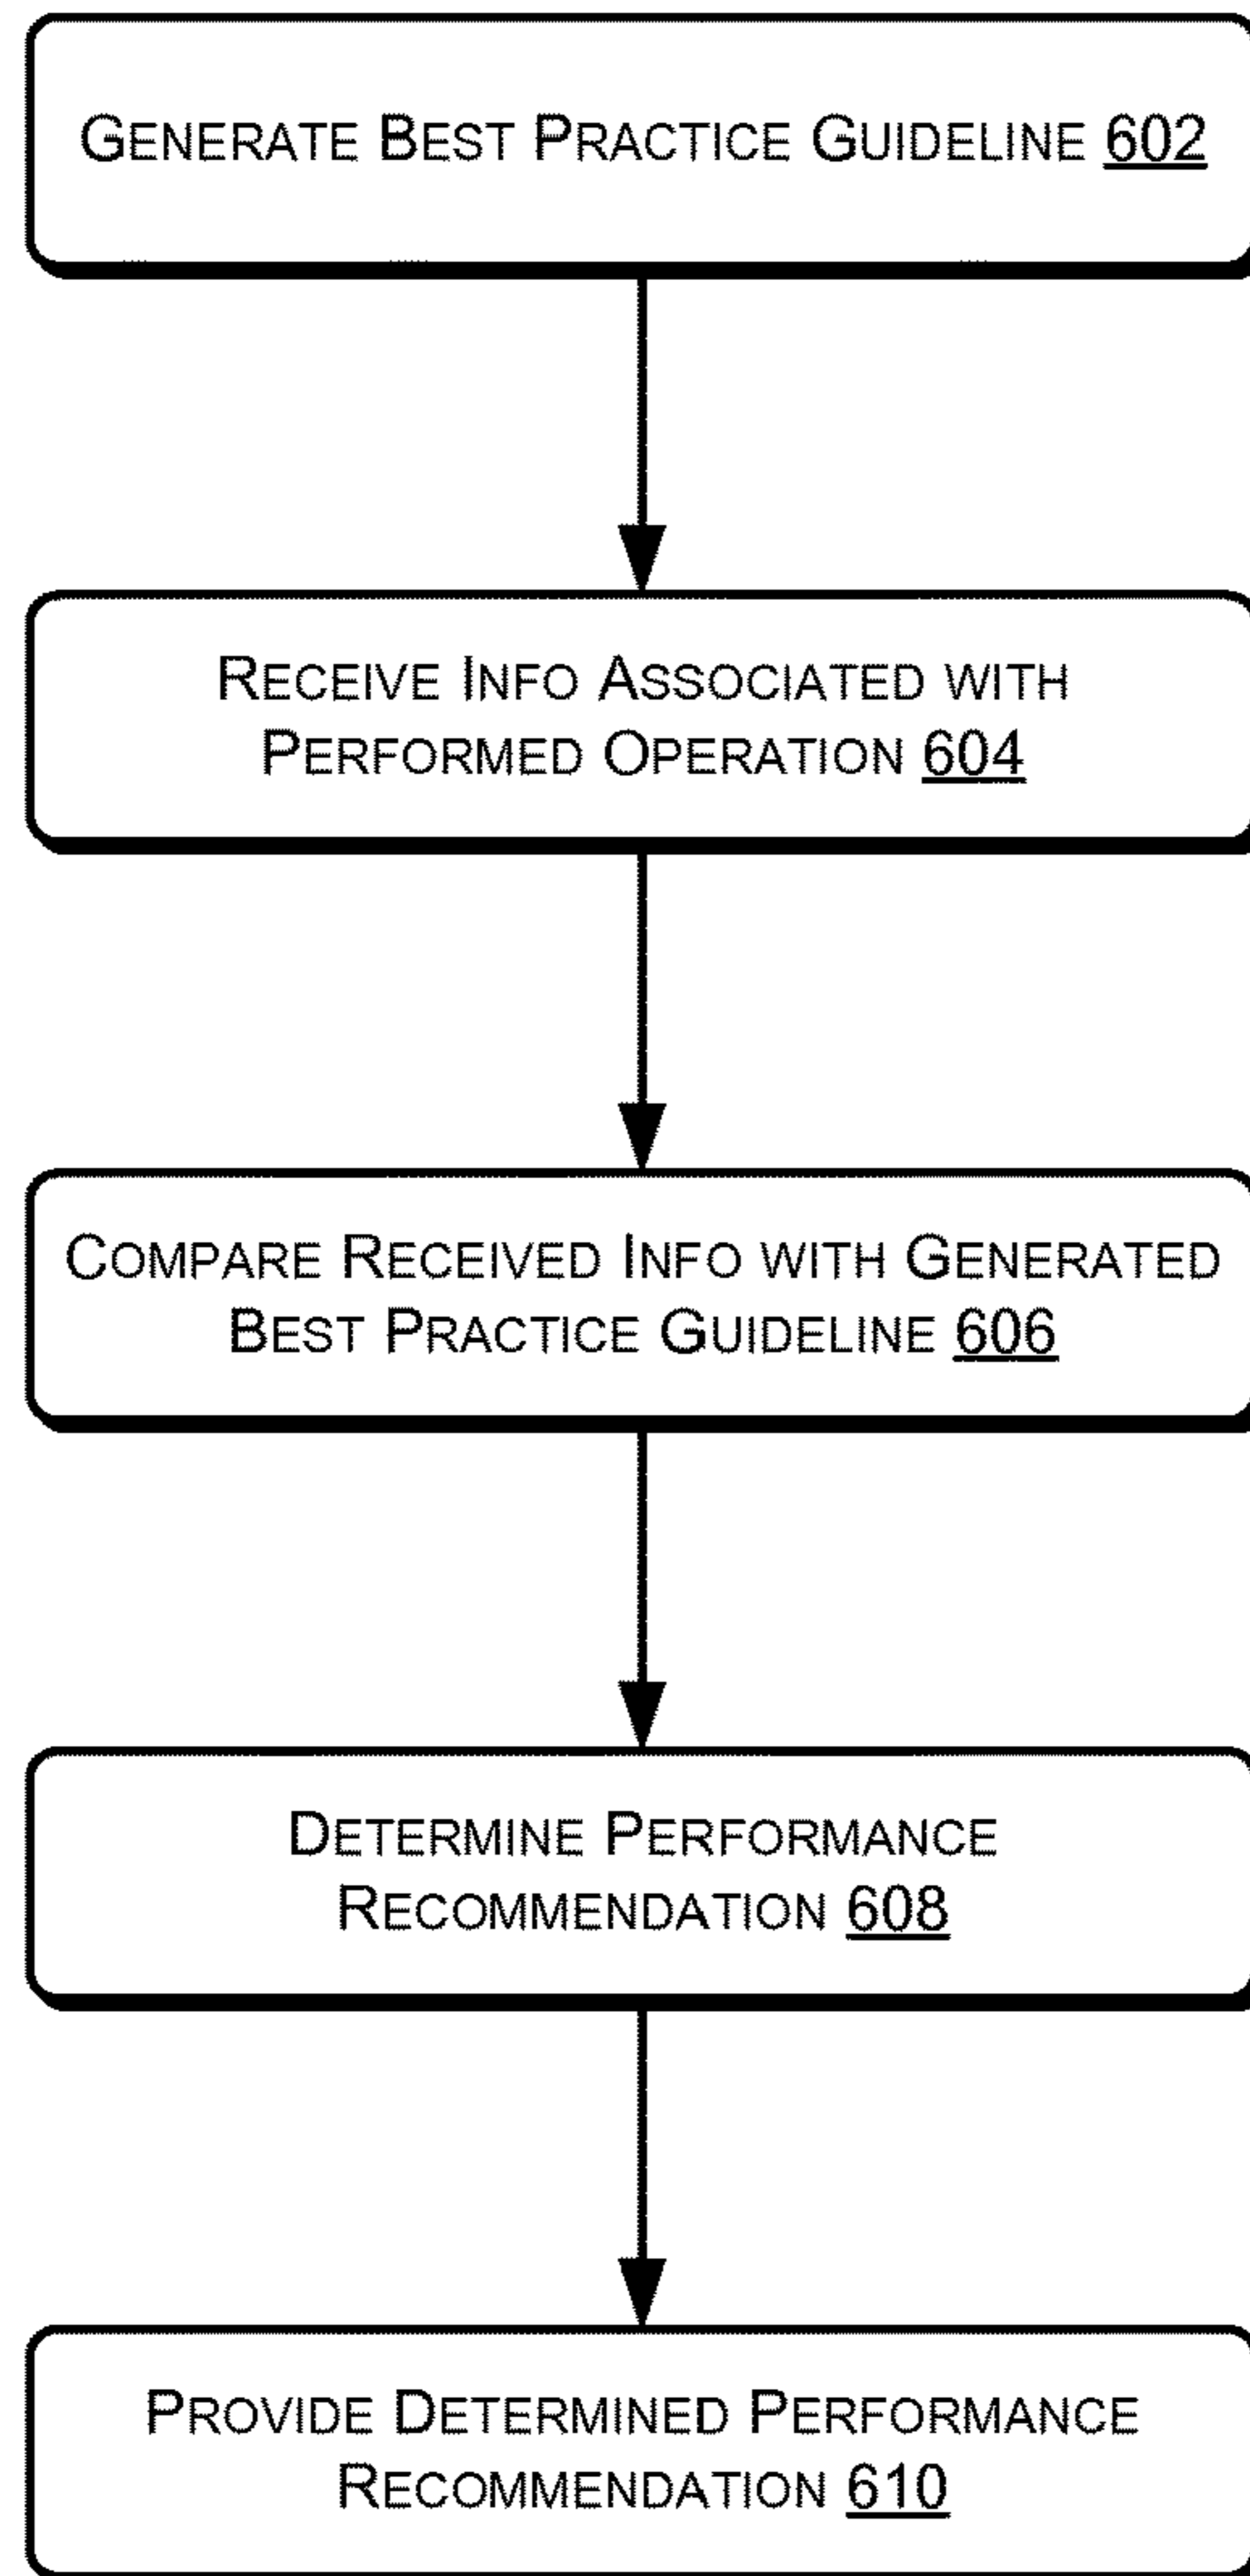 GENERATE BEST PRACTICE GUIDELINE 602
RECEIVE INFO ASSOCIATED WITH
PERFORMED OPERATION 604
COMPARE RECEIVED INFO WITH GENERATED
BEST PRACTICE GUIDELINE 606
DETERMINE PERFORMANCE
RECOMMENDATION 608
PROVIDE DETERMINED PERFORMANCE
RECOMMENDATION 610